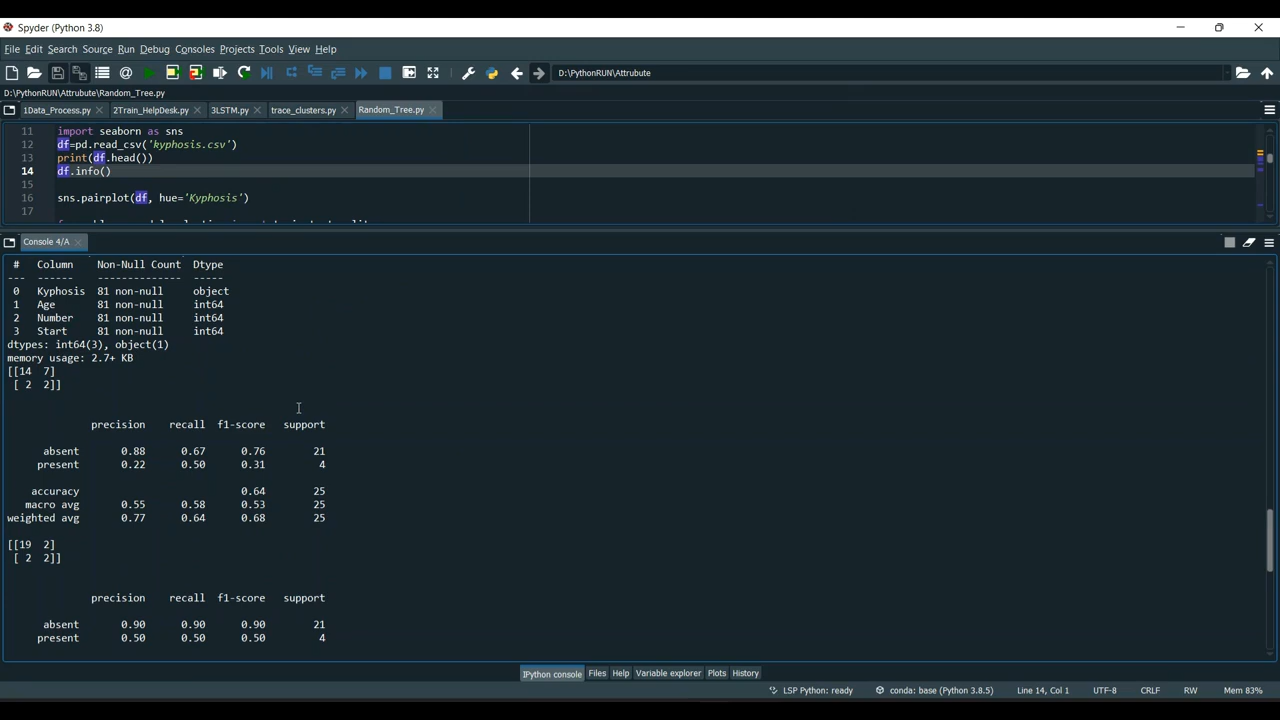 Spyder (Python 3.8)
File Edit Search Source Run Debug Consoles Projects Tools View Help
D:\PythonRUN\Attrubute
D:\PythonRUN\Attrubute\Random_Tree.py
1Data_Process.py 2Train_HelpDesk.py 3LSTM.py trace_clusters.py Random_Tree.py
11 import seaborn as sns
12 df=pd.read_csv('kyphosis.csv')
13 print(df.head())
14 df.info()
15
16 sns.pairplot(df, hue='Kyphosis')
17
Console 4/A
# Column Non-Null Count Dtype
--- ------ -------------- -----
0 Kyphosis 81 non-null object
1 Age 81 non-null int64
2 Number 81 non-null int64
3 Start 81 non-null int64
dtypes: int64(3), object(1)
memory usage: 2.7+ KB
[[14 7]
[ 2 2]]
precision recall f1-score support
absent 0.88 0.67 0.76 21
present 0.22 0.50 0.31 4
accuracy 0.64 25
macro avg 0.55 0.58 0.53 25
weighted avg 0.77 0.64 0.68 25
[[19 2]
[ 2 2]]
precision recall f1-score support
absent 0.90 0.90 0.90 21
present 0.50 0.50 0.50 4
IPython console Files Help Variable explorer Plots History
LSP Python: ready conda: base (Python 3.8.5) Line 14, Col 1 UTF-8 CRLF RW Mem 83%